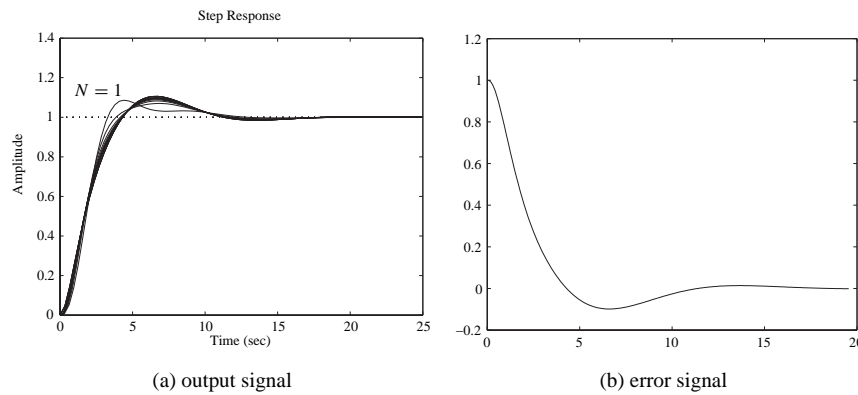 Step Response
1.4
1.2
1
0.8
0.6
0.4
0.2
0
Amplitude
N = 1
0 5 10 15 20 25
Time (sec)
(a) output signal
1.2
1
0.8
0.6
0.4
0.2
0
−0.2
0 5 10 15 20
(b) error signal